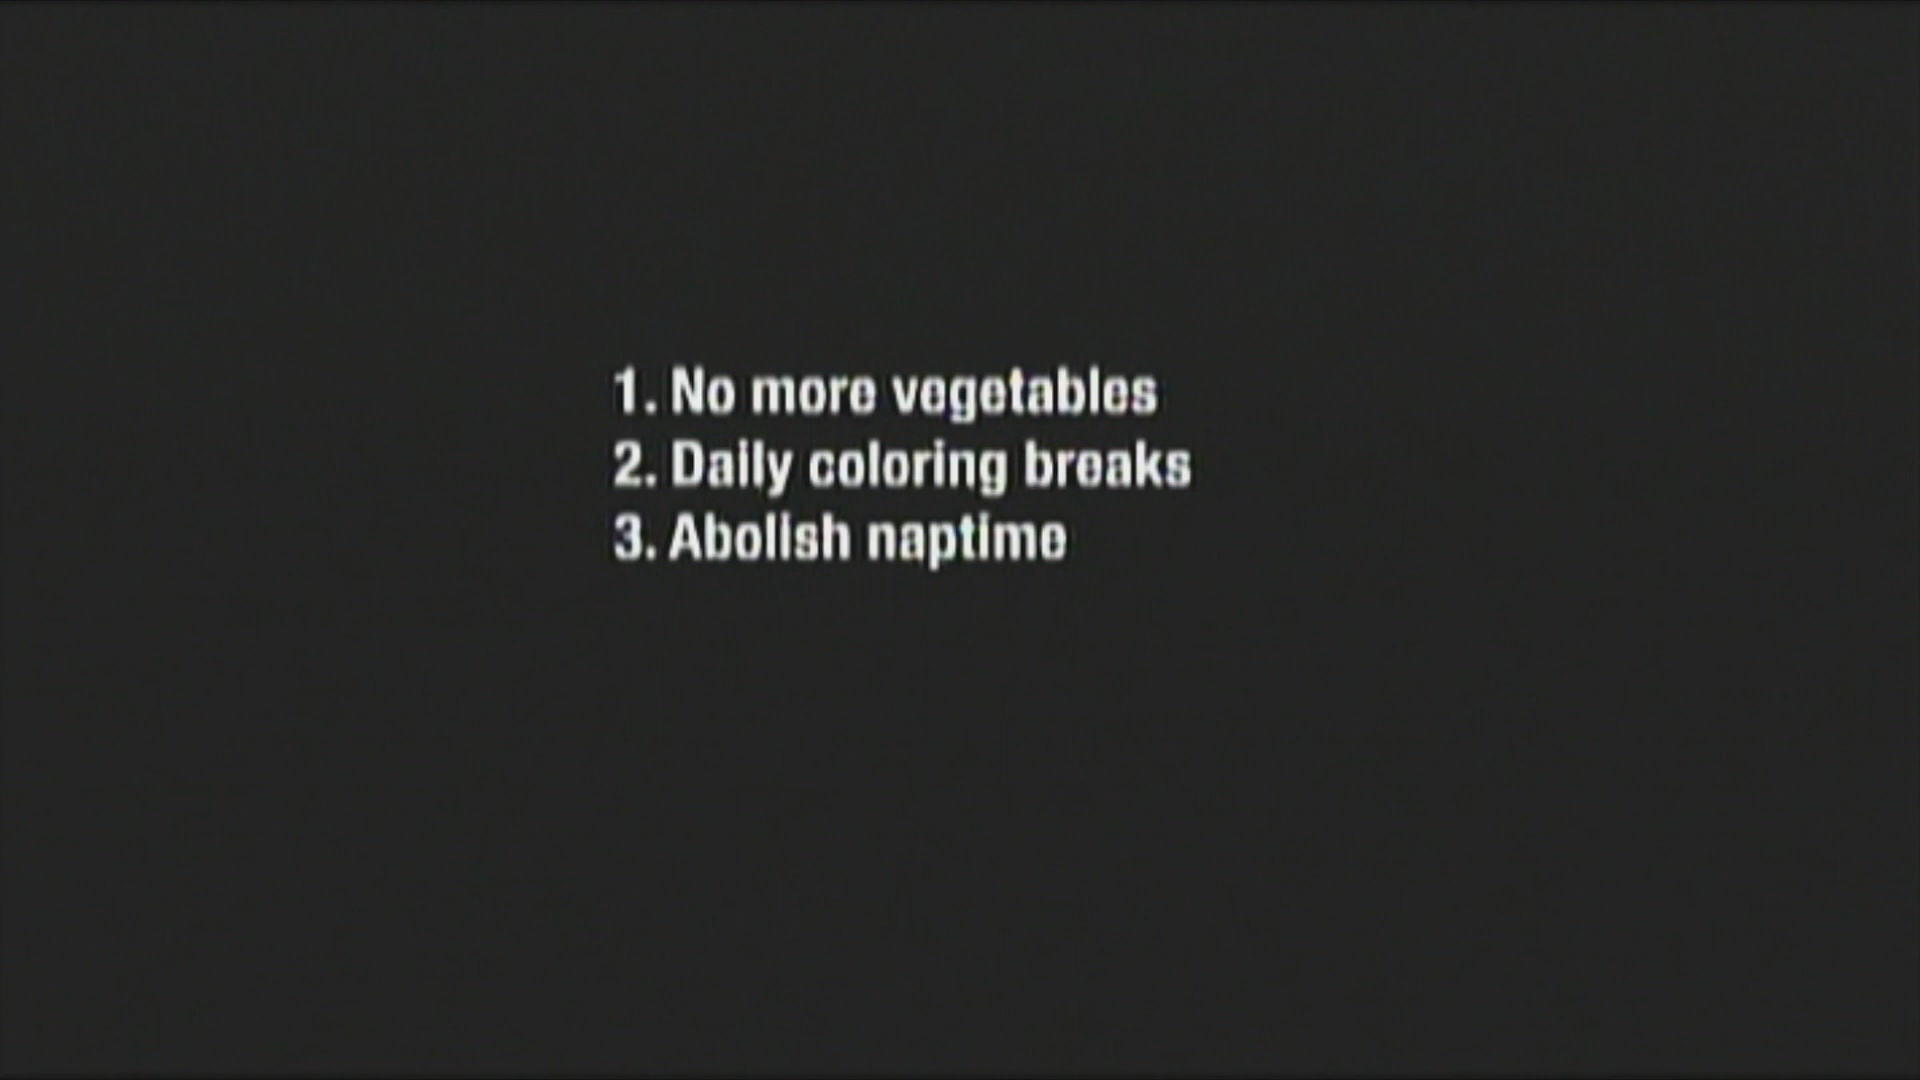 1. No more vegetables
2. Daily coloring breaks
3. Abolish naptime